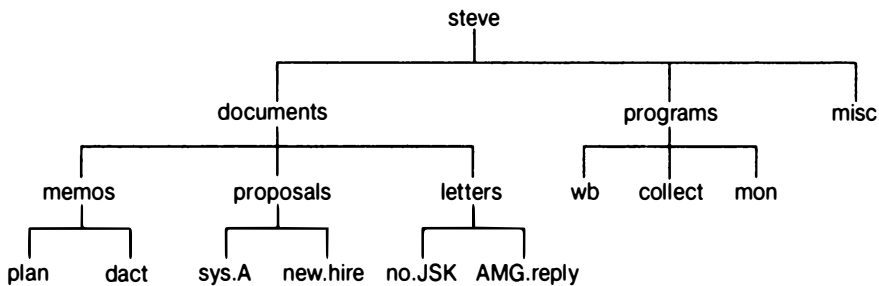 steve
documents programs misc
memos proposals letters wb collect mon
plan dact sys.A new.hire no.JSK AMG.reply